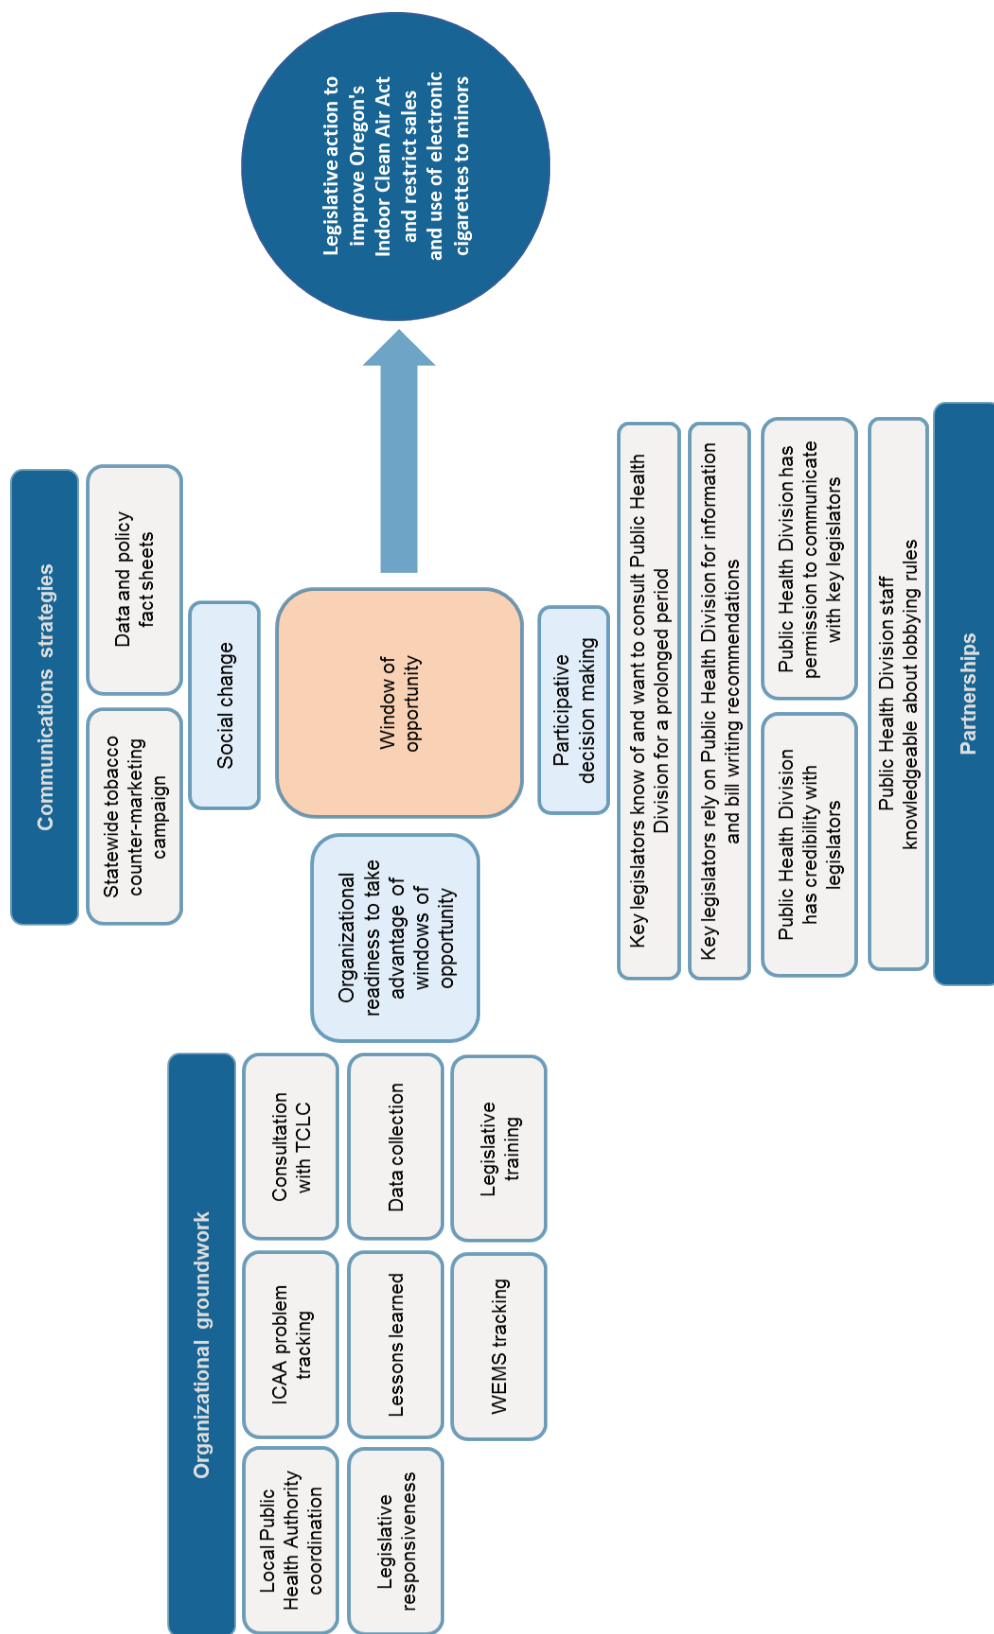 Communications strategies
Statewide tobacco
counter-marketing
campaign
Data and policy
fact sheets
Social change
Organizational groundwork
Local Public
Health Authority
coordination
ICAA problem
tracking
Consultation
with TCLC
Legislative
responsiveness
Lessons learned
Data collection
WEMS tracking
Legislative
training
Organizational
readiness to take
advantage of
windows of
opportunity
Window of
opportunity
Legislative action to
improve Oregon's
Indoor Clean Air Act
and restrict sales
and use of electronic
cigarettes to minors
Participative
decision making
Key legislators know of and want to consult Public Health
Division for a prolonged period
Key legislators rely on Public Health Division for information
and bill writing recommendations
Public Health Division
has credibility with
legislators
Public Health Division has
permission to communicate
with key legislators
Public Health Division staff
knowledgeable about lobbying rules
Partnerships